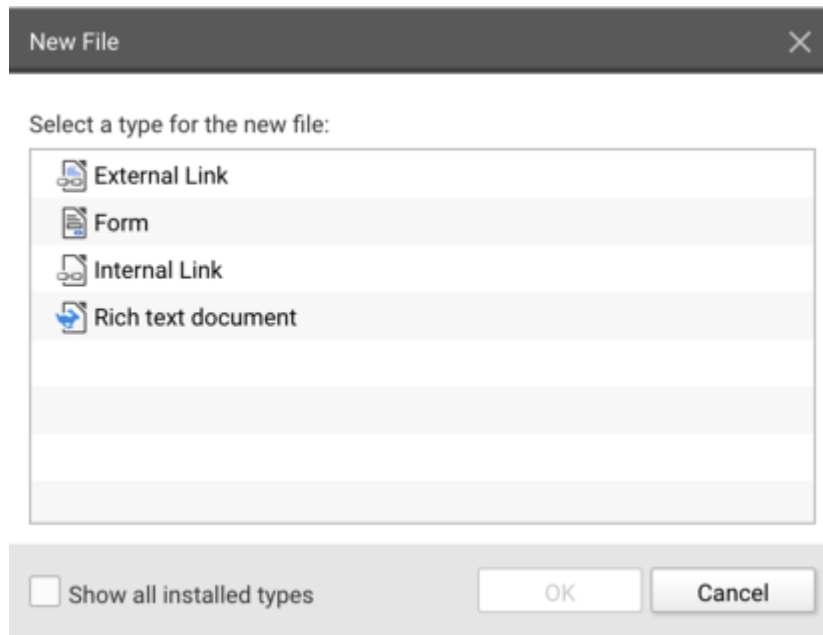 New File
Select a type for the new file:
External Link
Form
Internal Link
Rich text document
Show all installed types
OK
Cancel